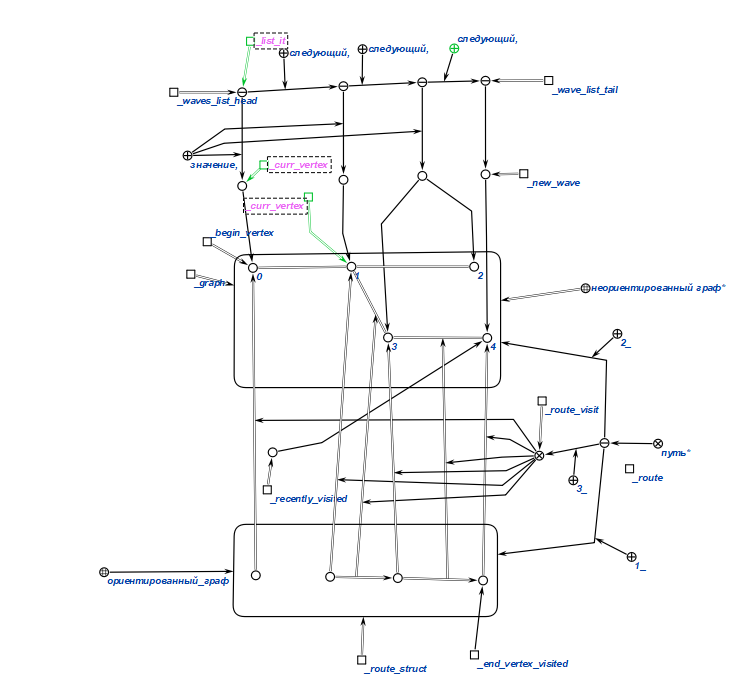 _list_it
следующий,
следующий,
следующий,
_waves_list_head
_wave_list_tail
значение,
_curr_vertex
_new_wave
_curr_vertex
_begin_vertex
0
1
2
_graph
неориентированный граф*
2_
3
4
_route_visit
путь*
_route
3_
_recently_visited
1_
ориентированный_граф
_route_struct
_end_vertex_visited